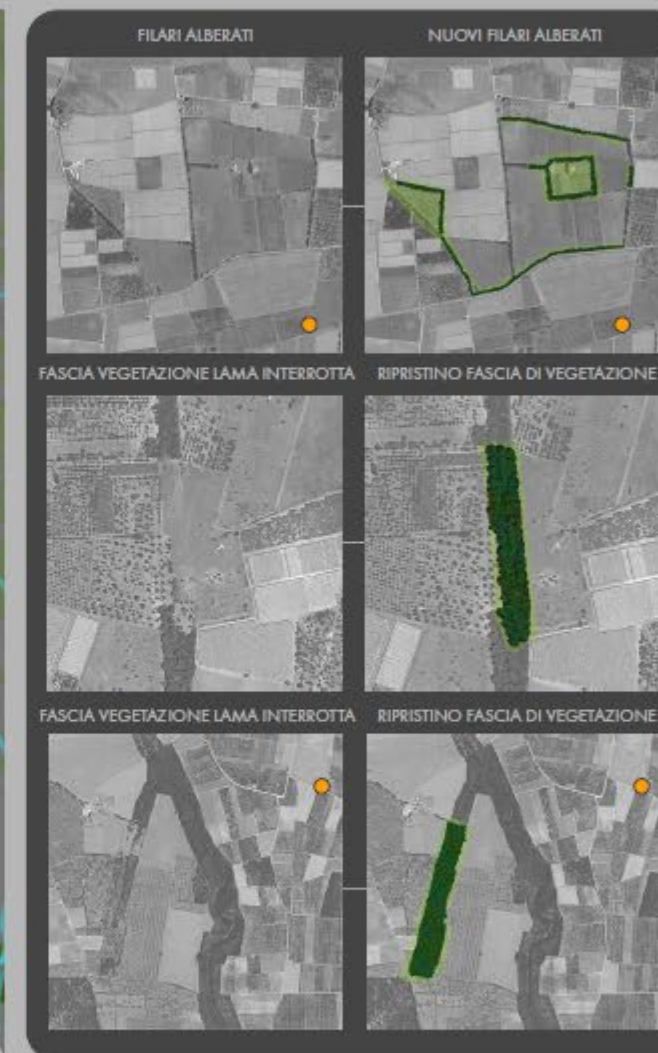 FILARI ALBERATI
NUOVI FILARI ALBERATI
FASCIA VEGETAZIONE LAMA INTERROTTA
RIPRISTINO FASCIA DI VEGETAZIONE
FASCIA VEGETAZIONE LAMA INTERROTTA
RIPRISTINO FASCIA DI VEGETAZIONE